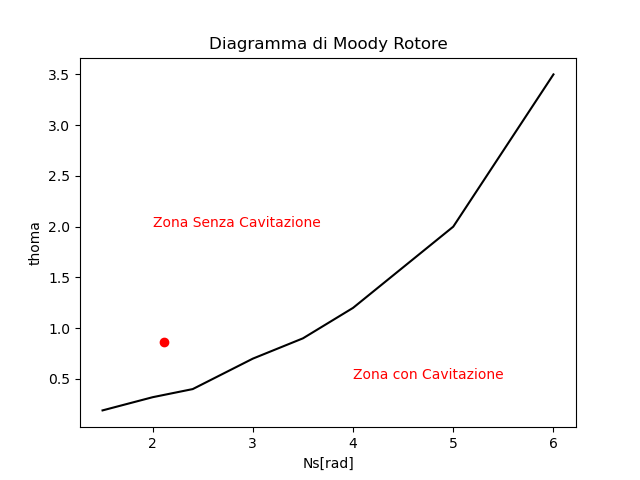 Diagramma di Moody Rotore
3.5
3.0
2.5
2.0
1.5
1.0
0.5
thoma
Zona Senza Cavitazione
Zona con Cavitazione
2 3 4 5 6
Ns[rad]